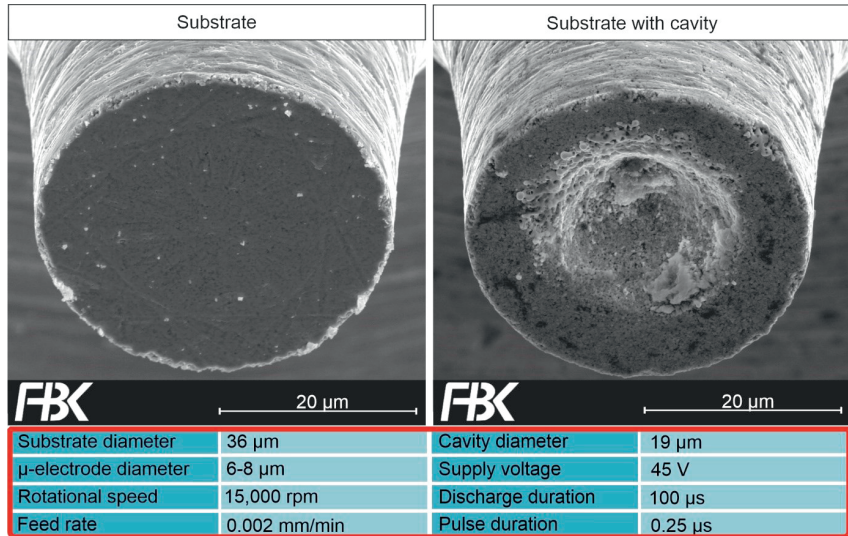 Substrate
Substrate with cavity
FBK
20 µm
FBK
20 µm
Substrate diameter 36 µm Cavity diameter 19 µm
µ-electrode diameter 6-8 µm Supply voltage 45 V
Rotational speed 15,000 rpm Discharge duration 100 µs
Feed rate 0.002 mm/min Pulse duration 0.25 µs